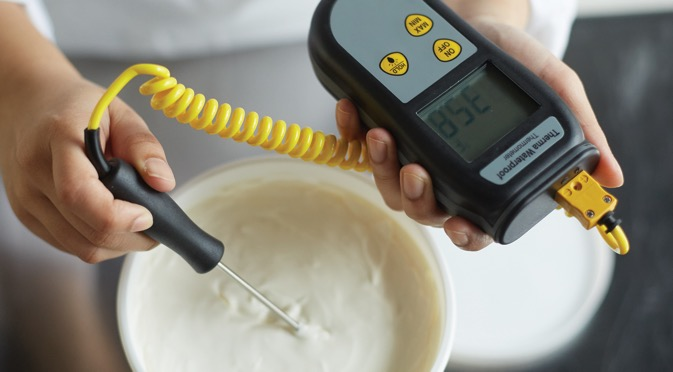 Therma Waterproof
Thermometer
ON
OFF
HOLD
MAX
MIN